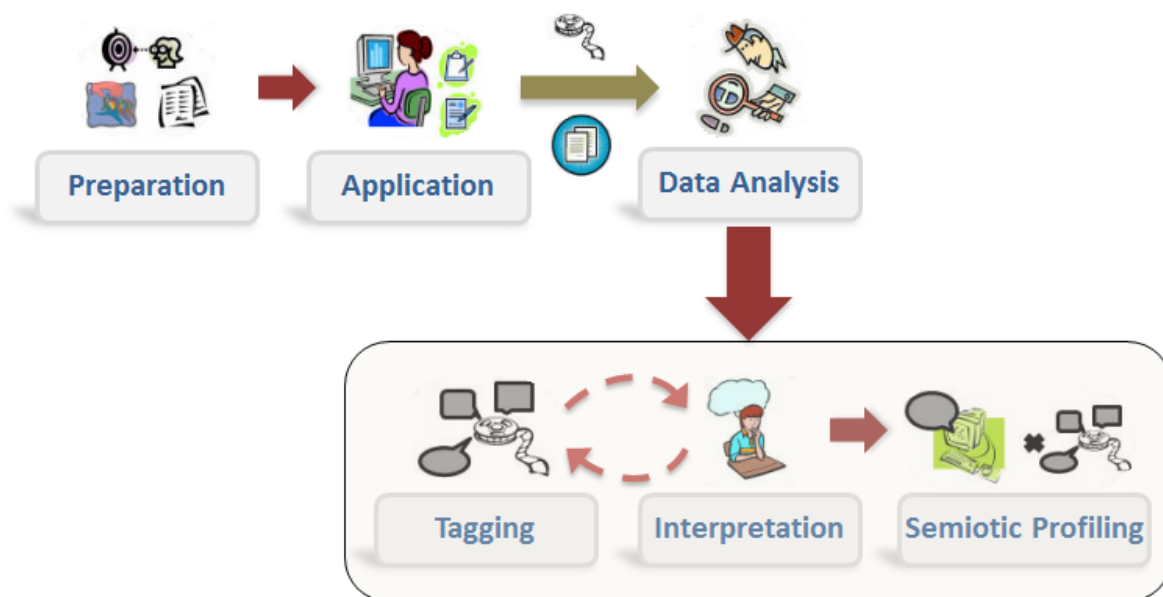 Preparation
Application
Data Analysis
Tagging
Interpretation
Semiotic Profiling